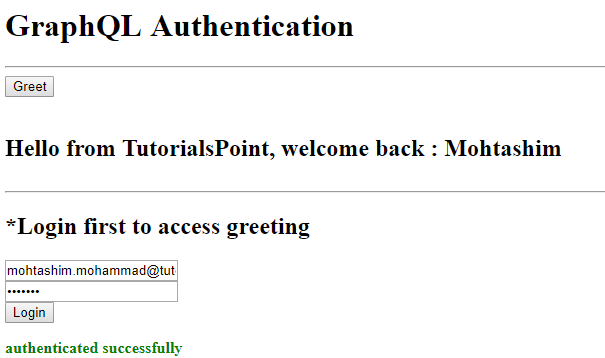 GraphQL Authentication
Greet
Hello from TutorialsPoint, welcome back : Mohtashim
*Login first to access greeting
mohtashim.mohammad@tut
•••••••
Login
authenticated successfully